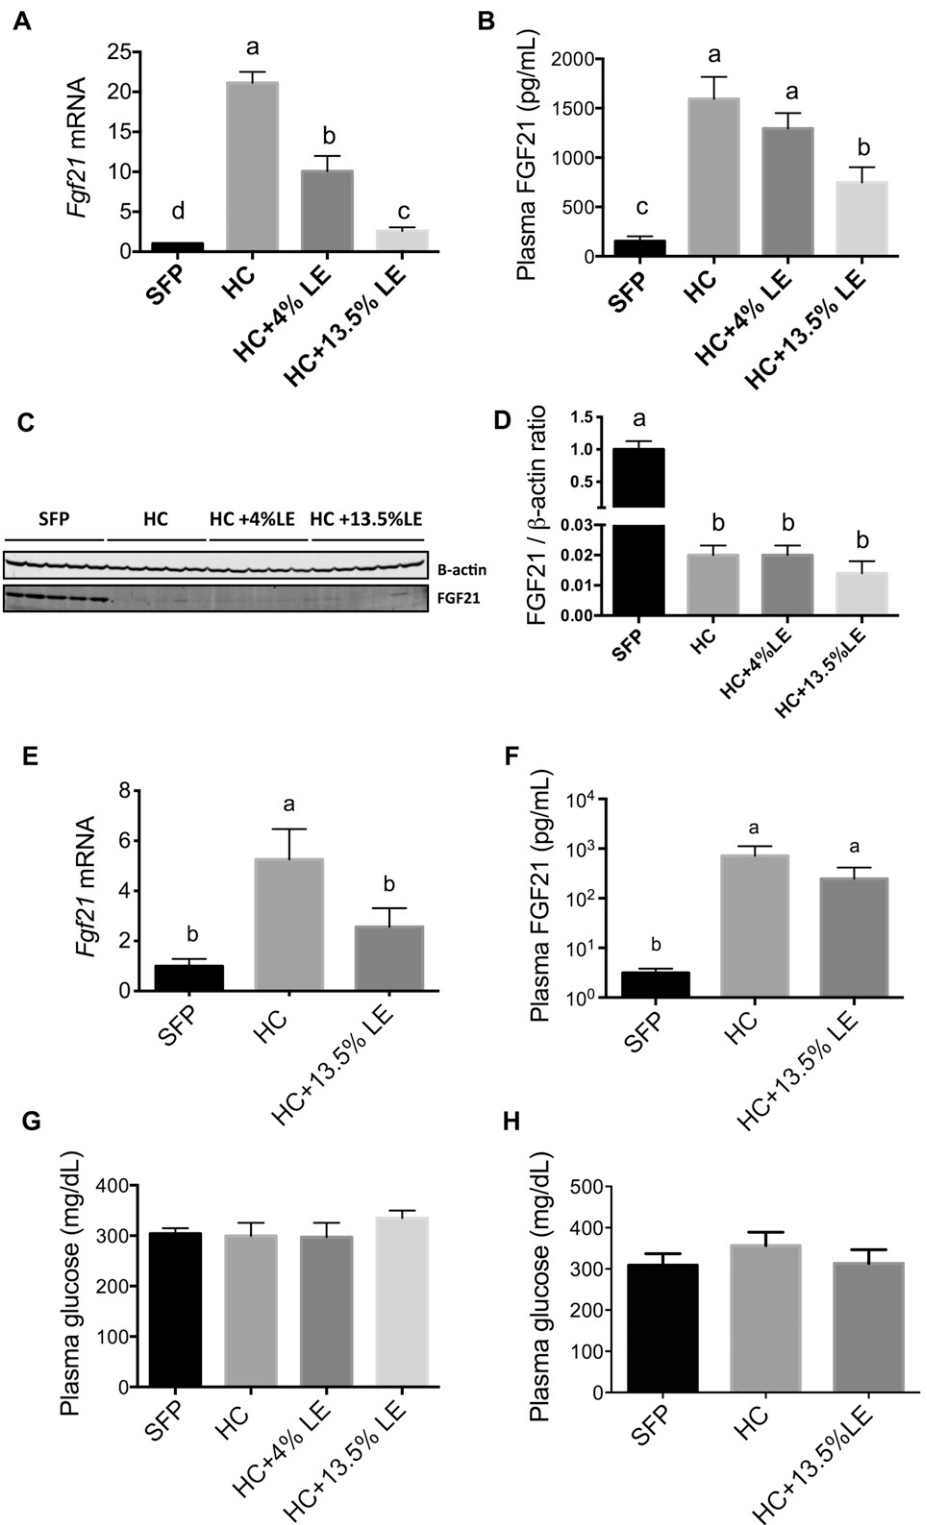 A
Fgf21 mRNA
25
20
15
10
5
0
d
a
b
c
SFP
HC
HC+4% LE
HC+13.5% LE
B
Plasma FGF21 (pg/mL)
2000
1500
1000
500
0
c
a
a
b
SFP
HC
HC+4% LE
HC+13.5% LE
C
SFP HC HC +4%LE HC +13.5%LE
B-actin
FGF21
D
FGF21 / β-actin ratio
1.5
1.0
0.5
0.03
0.02
0.01
0.00
a
b
b
b
SFP
HC
HC+4%LE
HC+13.5%LE
E
Fgf21 mRNA
8
6
4
2
0
b
a
b
SFP
HC
HC+13.5% LE
F
Plasma FGF21 (pg/mL)
10⁴
10³
10²
10¹
10⁰
b
a
a
SFP
HC
HC+13.5% LE
G
Plasma glucose (mg/dL)
400
300
200
100
0
SFP
HC
HC+4% LE
HC+13.5% LE
H
Plasma glucose (mg/dL)
500
400
300
200
100
0
SFP
HC
HC+13.5%LE